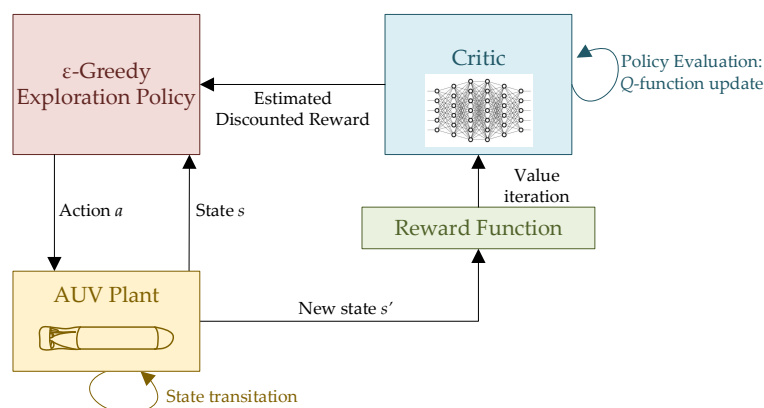 ε-Greedy
Exploration Policy
Critic
Policy Evaluation:
Q-function update
Estimated
Discounted Reward
Value
iteration
Action a
State s
Reward Function
AUV Plant
New state s’
State transitation